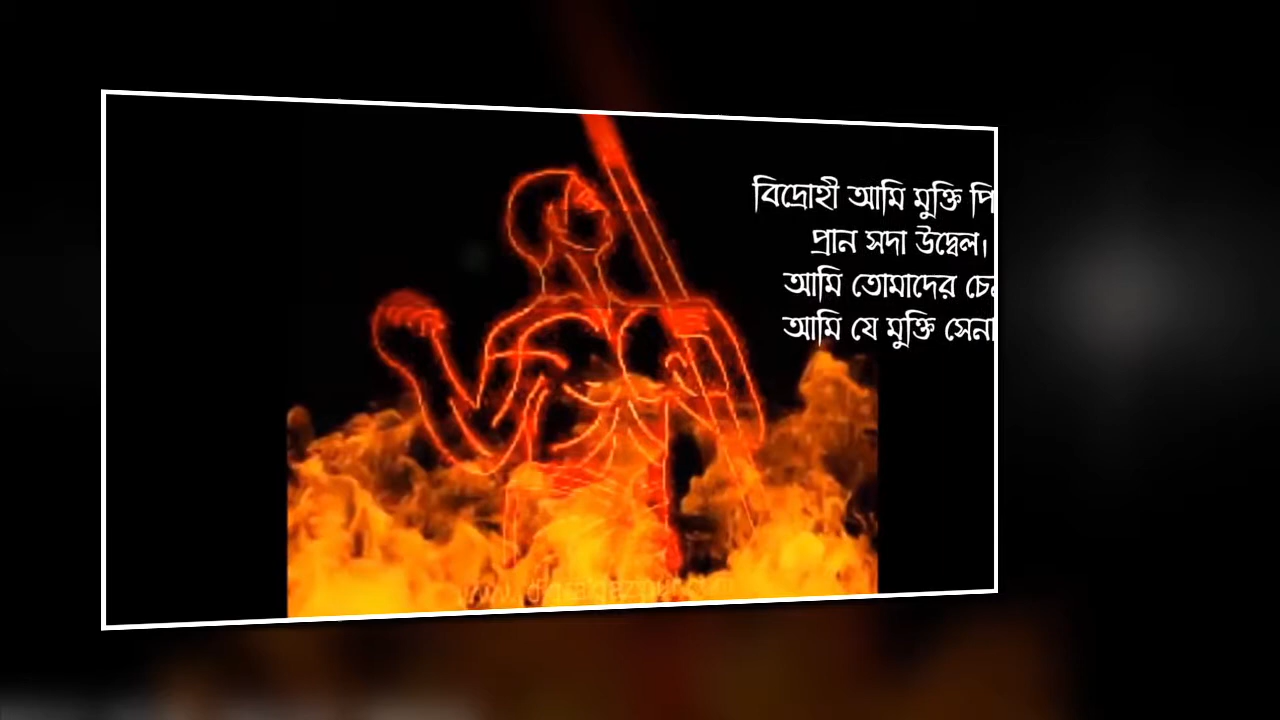 বিদ্রোহী আমি মুক্তি
প্রান সদা উদ্বেল।
আমি তোমাদের
আমি যে মুক্তি সেনা